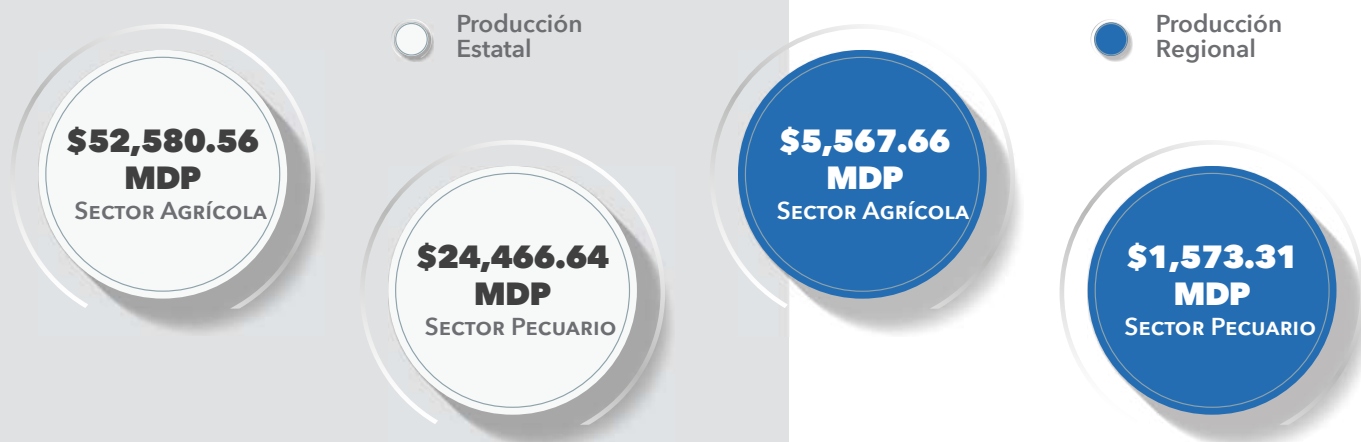 Producción
Estatal
$52,580.56
MDP
Sector Agrícola
$24,466.64
MDP
Sector Pecuario
Producción
Regional
$5,567.66
MDP
Sector Agrícola
$1,573.31
MDP
Sector Pecuario